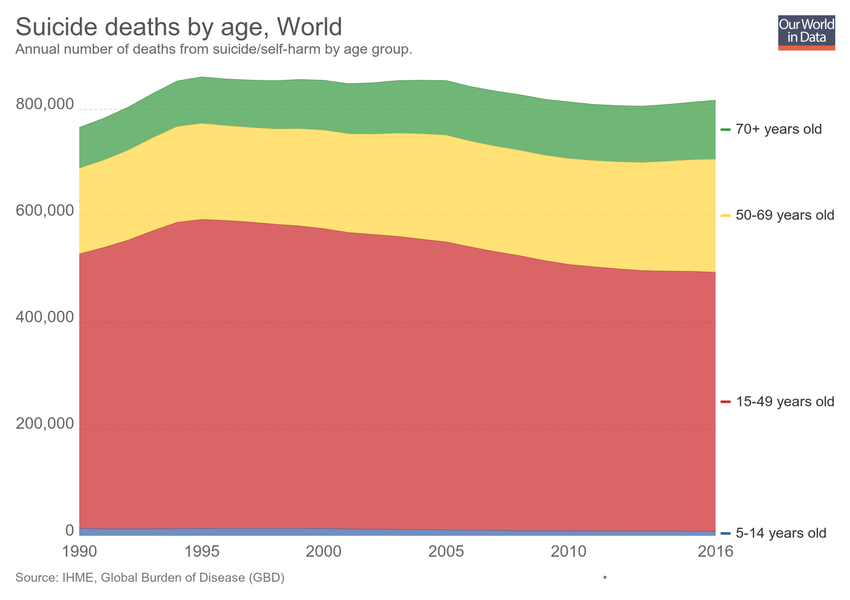 Suicide deaths by age, World
Annual number of deaths from suicide/self-harm by age group.
Our World
in Data
800,000
600,000
400,000
200,000
0
70+ years old
50-69 years old
15-49 years old
5-14 years old
1990
1995
2000
2005
2010
2016
Source: IHME, Global Burden of Disease (GBD)